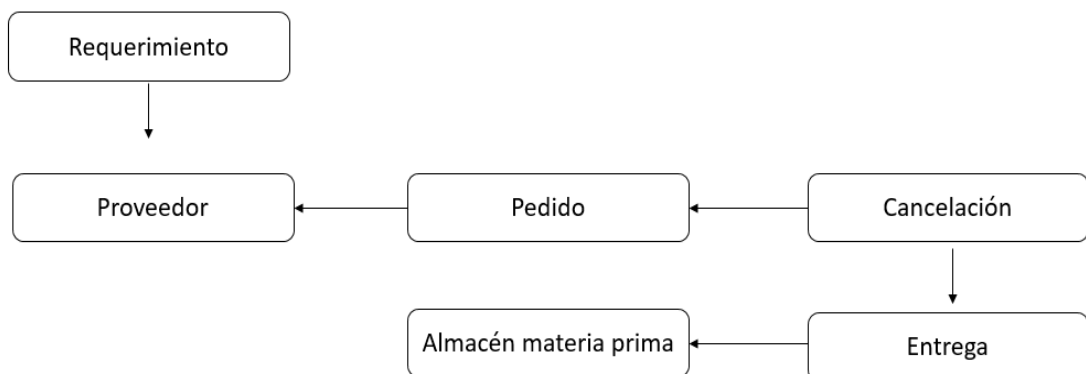 Requerimiento
Proveedor
Pedido
Cancelación
Almacén materia prima
Entrega